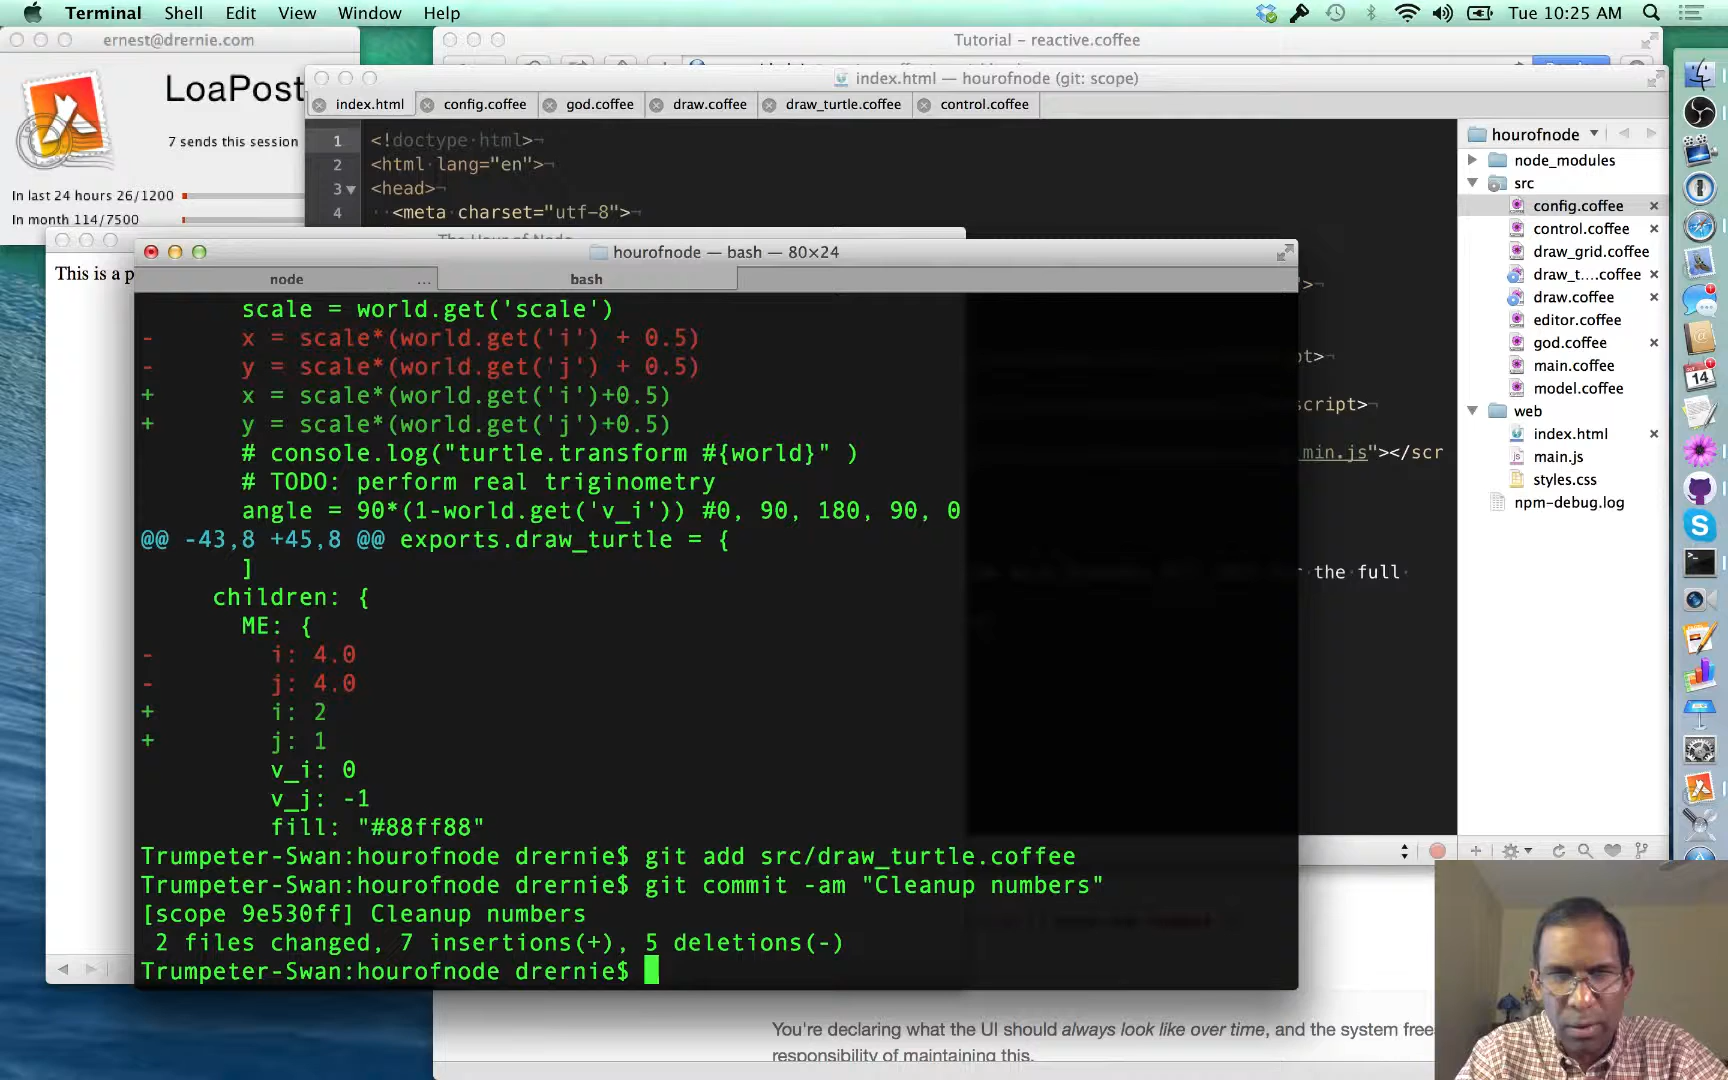 Terminal Shell Edit View Window Help Tue 10:25 AM
ernest@drernie.com
Tutorial – reactive.coffee
LoaPost
index.html — hourofnode (git: scope)
index.html config.coffee god.coffee draw.coffee draw_turtle.coffee control.coffee
7 sends this session
In last 24 hours 26/1200
In month 114/7500
1 <!doctype html>¬
2 <html lang="en">¬
3 <head>¬
4 <meta charset="utf-8">¬
hourofnode
node_modules
src
config.coffee
control.coffee
draw_grid.coffee
draw_t....coffee
draw.coffee
editor.coffee
god.coffee
main.coffee
model.coffee
web
index.html
main.js
styles.css
npm-debug.log
This is a p
hourofnode — bash — 80×24
node ... bash
scale = world.get('scale')
- x = scale*(world.get('i') + 0.5)
- y = scale*(world.get('j') + 0.5)
+ x = scale*(world.get('i')+0.5)
+ y = scale*(world.get('j')+0.5)
# console.log("turtle.transform #{world}" )
# TODO: perform real triginometry
angle = 90*(1-world.get('v_i')) #0, 90, 180, 90, 0
@@ -43,8 +45,8 @@ exports.draw_turtle = {
]
children: {
ME: {
- i: 4.0
- j: 4.0
+ i: 2
+ j: 1
v_i: 0
v_j: -1
fill: "#88ff88"
Trumpeter-Swan:hourofnode drernie$ git add src/draw_turtle.coffee
Trumpeter-Swan:hourofnode drernie$ git commit -am "Cleanup numbers"
[scope 9e530ff] Cleanup numbers
2 files changed, 7 insertions(+), 5 deletions(-)
Trumpeter-Swan:hourofnode drernie$
>¬
pt>¬
script>¬
min.js"></scr
the full
14
You're declaring what the UI should always look like over time, and the system free
responsibility of maintaining this.